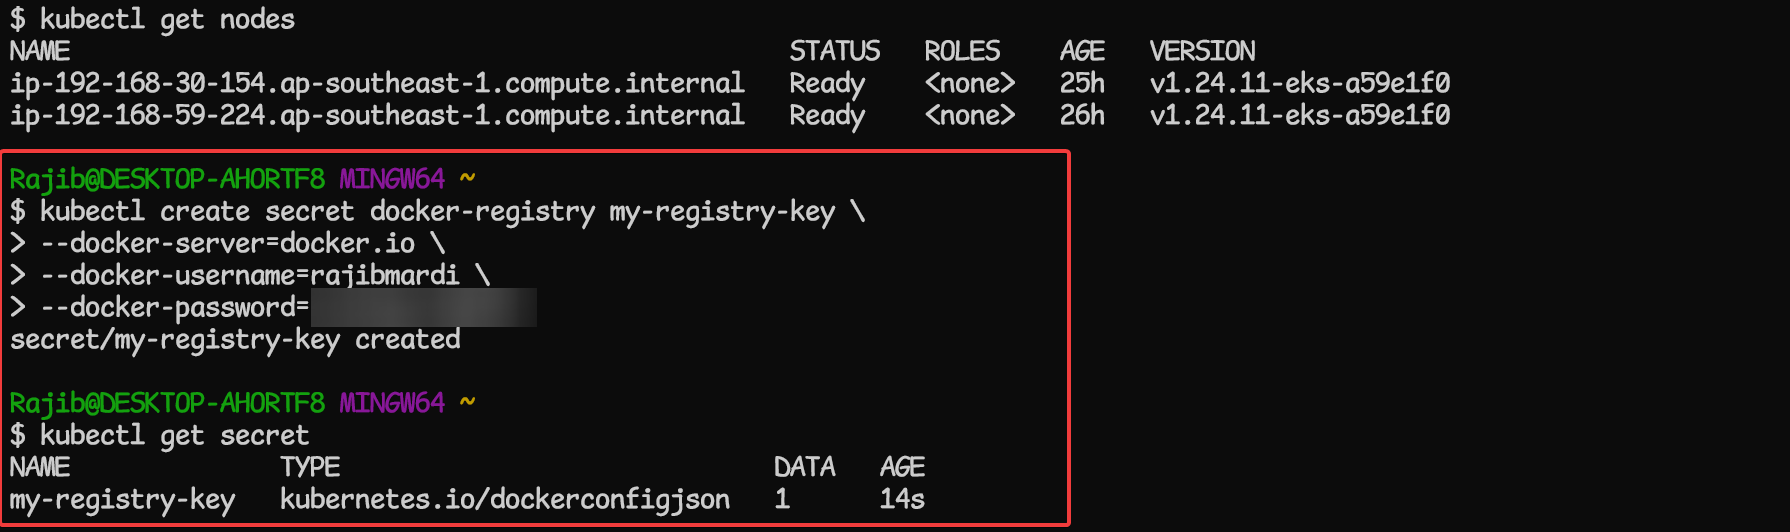 $ kubectl get nodes
NAME STATUS ROLES AGE VERSION
ip-192-168-30-154.ap-southeast-1.compute.internal Ready <none> 25h v1.24.11-eks-a59e1f0
ip-192-168-59-224.ap-southeast-1.compute.internal Ready <none> 26h v1.24.11-eks-a59e1f0
Rajib@DESKTOP-AHORTF8 MINGW64 ~
$ kubectl create secret docker-registry my-registry-key \
> --docker-server=docker.io \
> --docker-username=rajibmardi \
> --docker-password=
secret/my-registry-key created
Rajib@DESKTOP-AHORTF8 MINGW64 ~
$ kubectl get secret
NAME TYPE DATA AGE
my-registry-key kubernetes.io/dockerconfigjson 1 14s